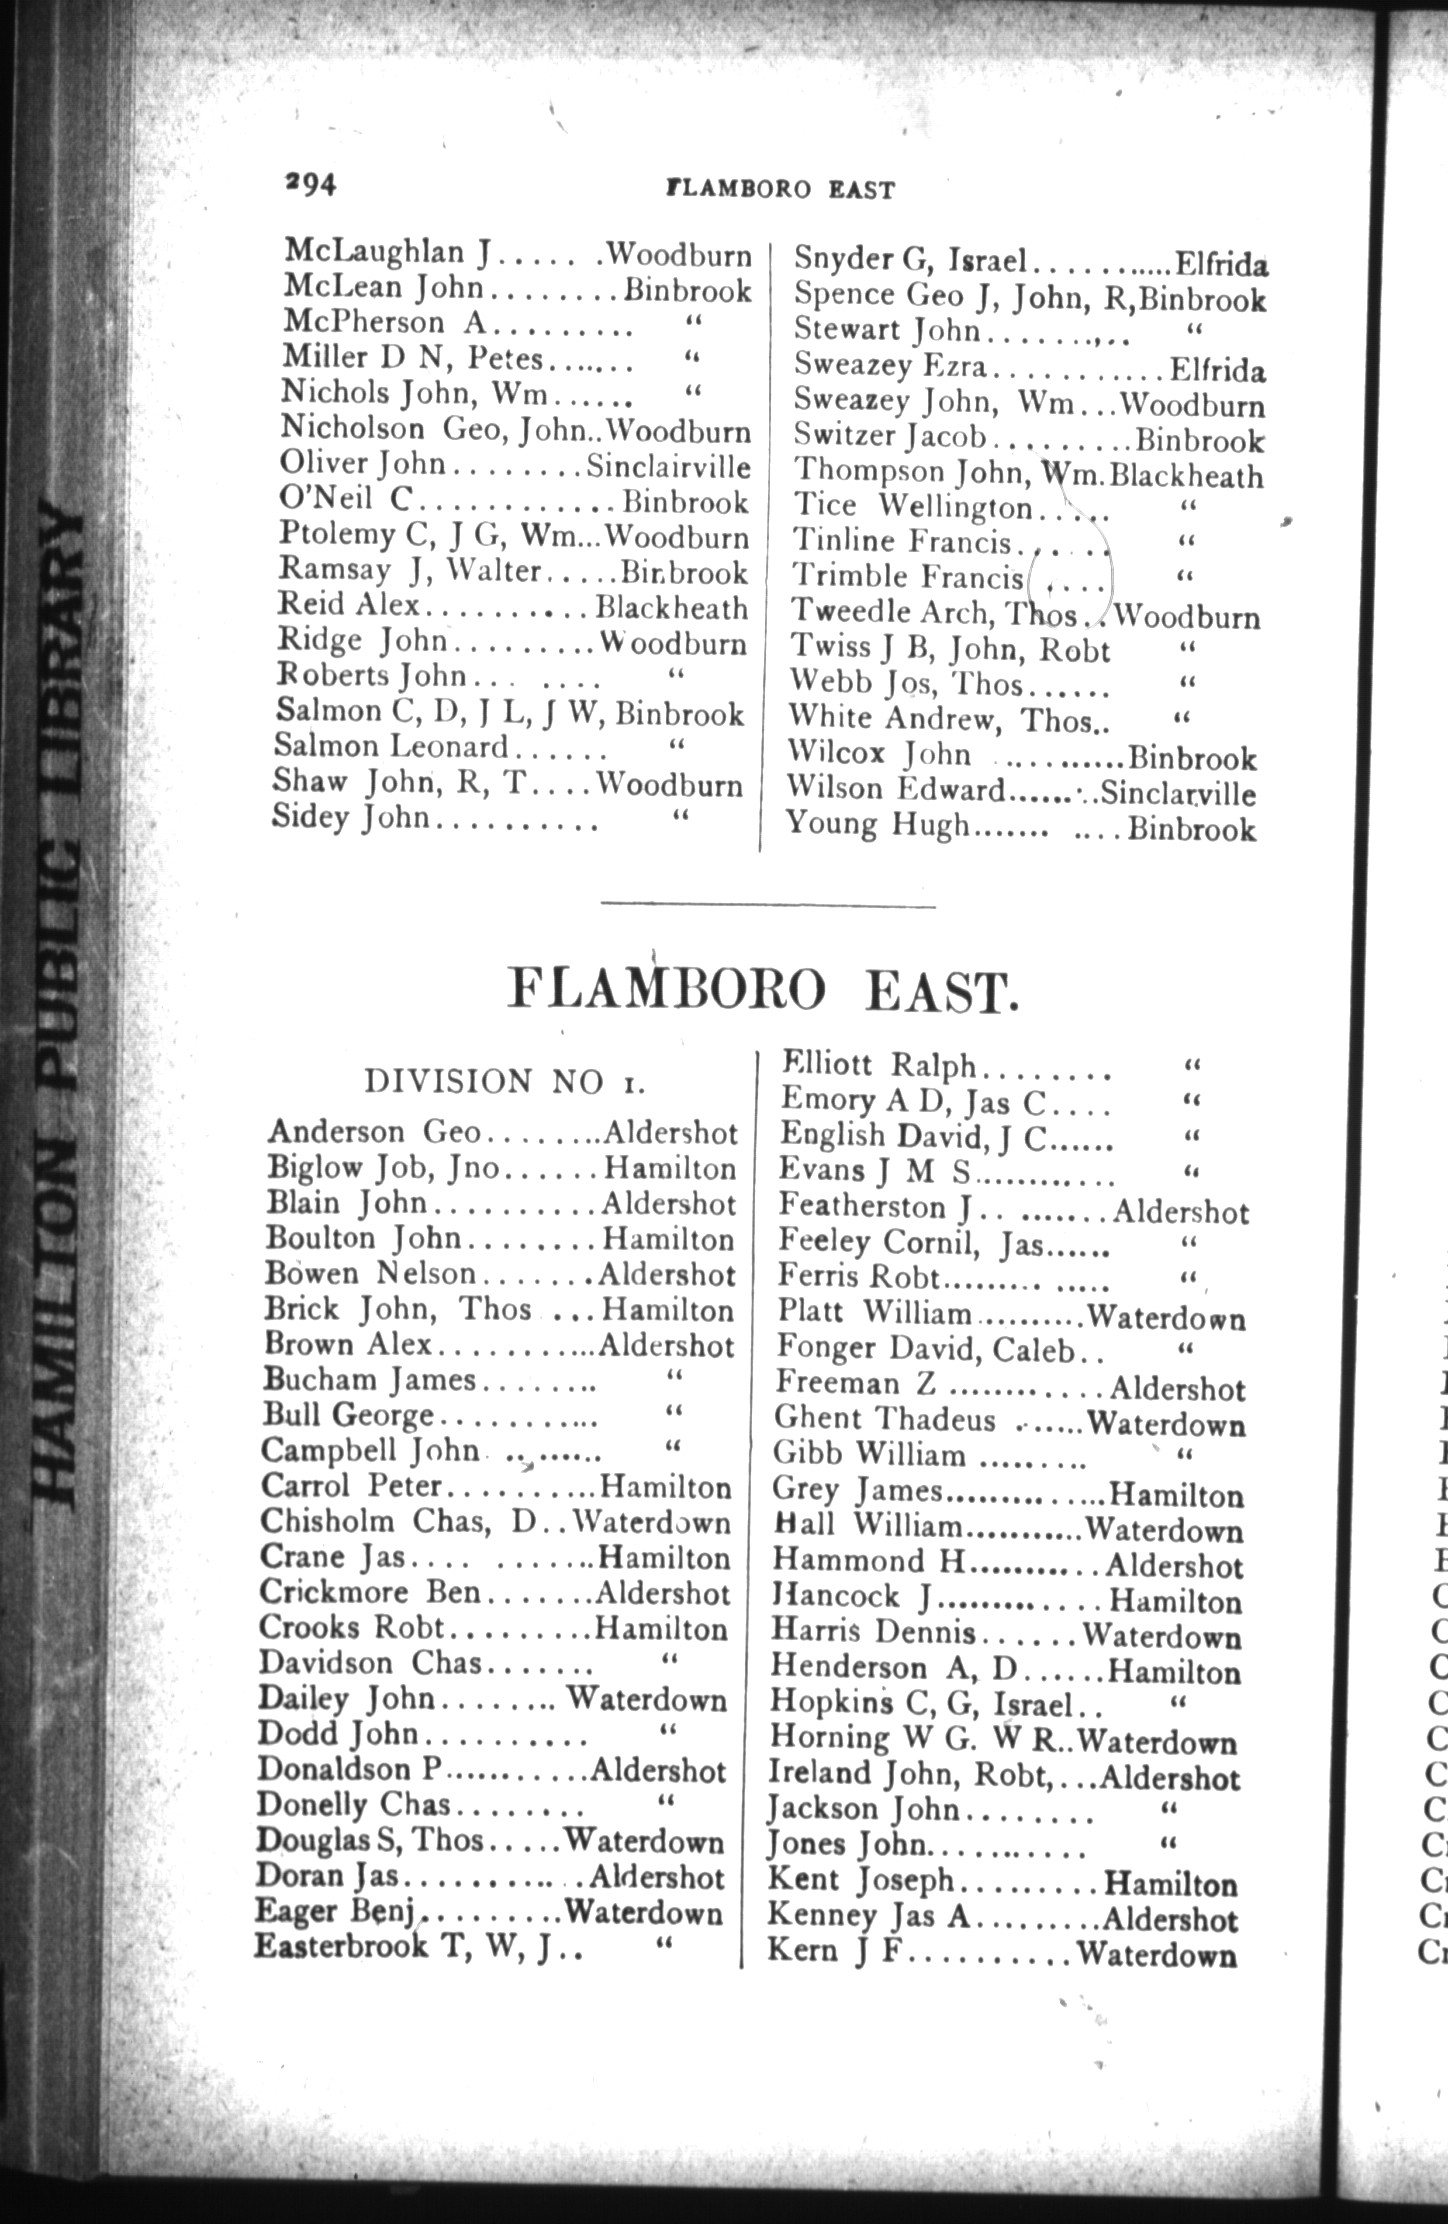 294 FLAMBORO EAST
McLaughlan J...... .Woodburn
McLean John........Binbrook
McPherson A......... “
Miller D N, Petes....... “
Nichols John, Wm...... “
Nicholson Geo, John..Woodburn
Oliver John........Sinclairville
O'Neil C............Binbrook
Ptolemy C, J G, Wm...Woodburn
Ramsay J, Walter.....Binbrook
Reid Alex..........Blackheath
Ridge John.........Woodburn
Roberts John... .... “
Salmon C, D, J L, J W, Binbrook
Salmon Leonard...... “
Shaw John, R, T....Woodburn
Sidey John.......... “
Snyder G, Israel...........Elfrida
Spence Geo J, John, R,Binbrook
Stewart John......,.. “
Sweazey Ezra...........Elfrida
Sweazey John, Wm...Woodburn
Switzer Jacob.........Binbrook
Thompson John, Wm.Blackheath
Tice Wellington..... “
Tinline Francis...... “
Trimble Francis .... “
Tweedle Arch, Thos..Woodburn
Twiss J B, John, Robt “
Webb Jos, Thos...... “
White Andrew, Thos.. “
Wilcox John ...........Binbrook
Wilson Edward........Sinclarville
Young Hugh....... ....Binbrook
FLAMBORO EAST.
DIVISION NO 1.
Anderson Geo........Aldershot
Biglow Job, Jno......Hamilton
Blain John..........Aldershot
Boulton John........Hamilton
Bowen Nelson.......Aldershot
Brick John, Thos ...Hamilton
Brown Alex...........Aldershot
Bucham James........ “
Bull George........... “
Campbell John ......... “
Carrol Peter..........Hamilton
Chisholm Chas, D..Waterdown
Crane Jas.... .......Hamilton
Crickmore Ben.......Aldershot
Crooks Robt.........Hamilton
Davidson Chas....... “
Dailey John........Waterdown
Dodd John.......... “
Donaldson P...........Aldershot
Donelly Chas........ “
Douglas S, Thos.....Waterdown
Doran Jas........... .Aldershot
Eager Benj.........Waterdown
Easterbrook T, W, J.. “
Elliott Ralph........ “
Emory A D, Jas C.... “
English David, J C...... “
Evans J M S............ “
Featherston J.. .......Aldershot
Feeley Cornil, Jas...... “
Ferris Robt......... ..... “
Platt William..........Waterdown
Fonger David, Caleb.. “
Freeman Z ............Aldershot
Ghent Thadeus ......Waterdown
Gibb William ......... “
Grey James.............Hamilton
Hall William...........Waterdown
Hammond H...........Aldershot
Hancock J.............Hamilton
Harris Dennis......Waterdown
Henderson A, D......Hamilton
Hopkins C, G, Israel.. “
Horning W G. W R..Waterdown
Ireland John, Robt,...Aldershot
Jackson John........ “
Jones John.......... “
Kent Joseph.........Hamilton
Kenney Jas A.........Aldershot
Kern J F..........Waterdown
HAMILTON PUBLIC LIBRARY